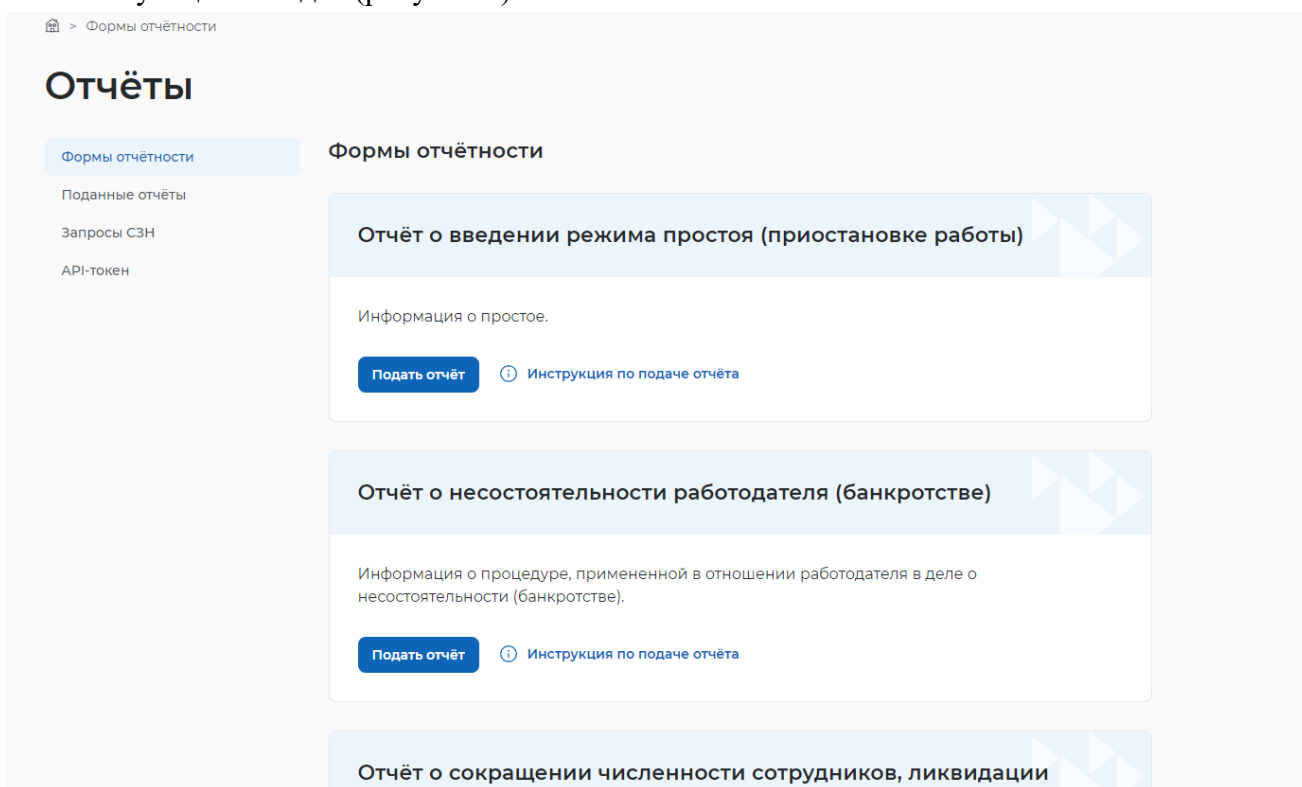 > Формы отчётности
Отчёты
Формы отчётности
Поданные отчёты
Запросы СЗН
API-токен
Формы отчётности
Отчёт о введении режима простоя (приостановке работы)
Информация о простое.
Подать отчёт
Инструкция по подаче отчёта
Отчёт о несостоятельности работодателя (банкротстве)
Информация о процедуре, примененной в отношении работодателя в деле о
несостоятельности (банкротстве).
Подать отчёт
Инструкция по подаче отчёта
Отчёт о сокращении численности сотрудников, ликвидации